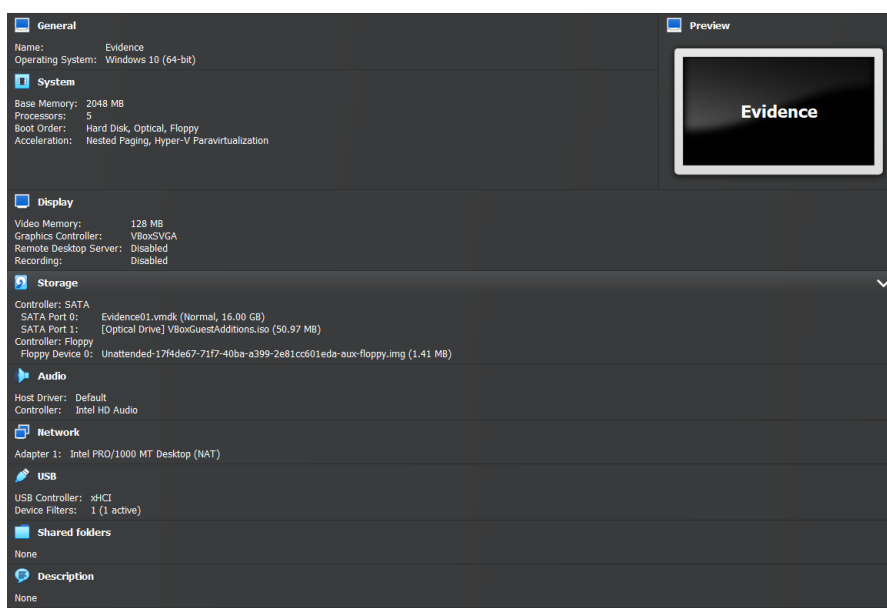 General
Name: Evidence
Operating System: Windows 10 (64-bit)
Preview
Evidence
System
Base Memory: 2048 MB
Processors: 5
Boot Order: Hard Disk, Optical, Floppy
Acceleration: Nested Paging, Hyper-V Paravirtualization
Display
Video Memory: 128 MB
Graphics Controller: VBoxSVGA
Remote Desktop Server: Disabled
Recording: Disabled
Storage
Controller: SATA
SATA Port 0: Evidence01.vmdk (Normal, 16.00 GB)
SATA Port 1: [Optical Drive] VBoxGuestAdditions.iso (50.97 MB)
Controller: Floppy
Floppy Device 0: Unattended-17f4de67-71f7-40ba-a399-2e81cc601eda-aux-floppy.img (1.41 MB)
Audio
Host Driver: Default
Controller: Intel HD Audio
Network
Adapter 1: Intel PRO/1000 MT Desktop (NAT)
USB
USB Controller: xHCI
Device Filters: 1 (1 active)
Shared folders
None
Description
None